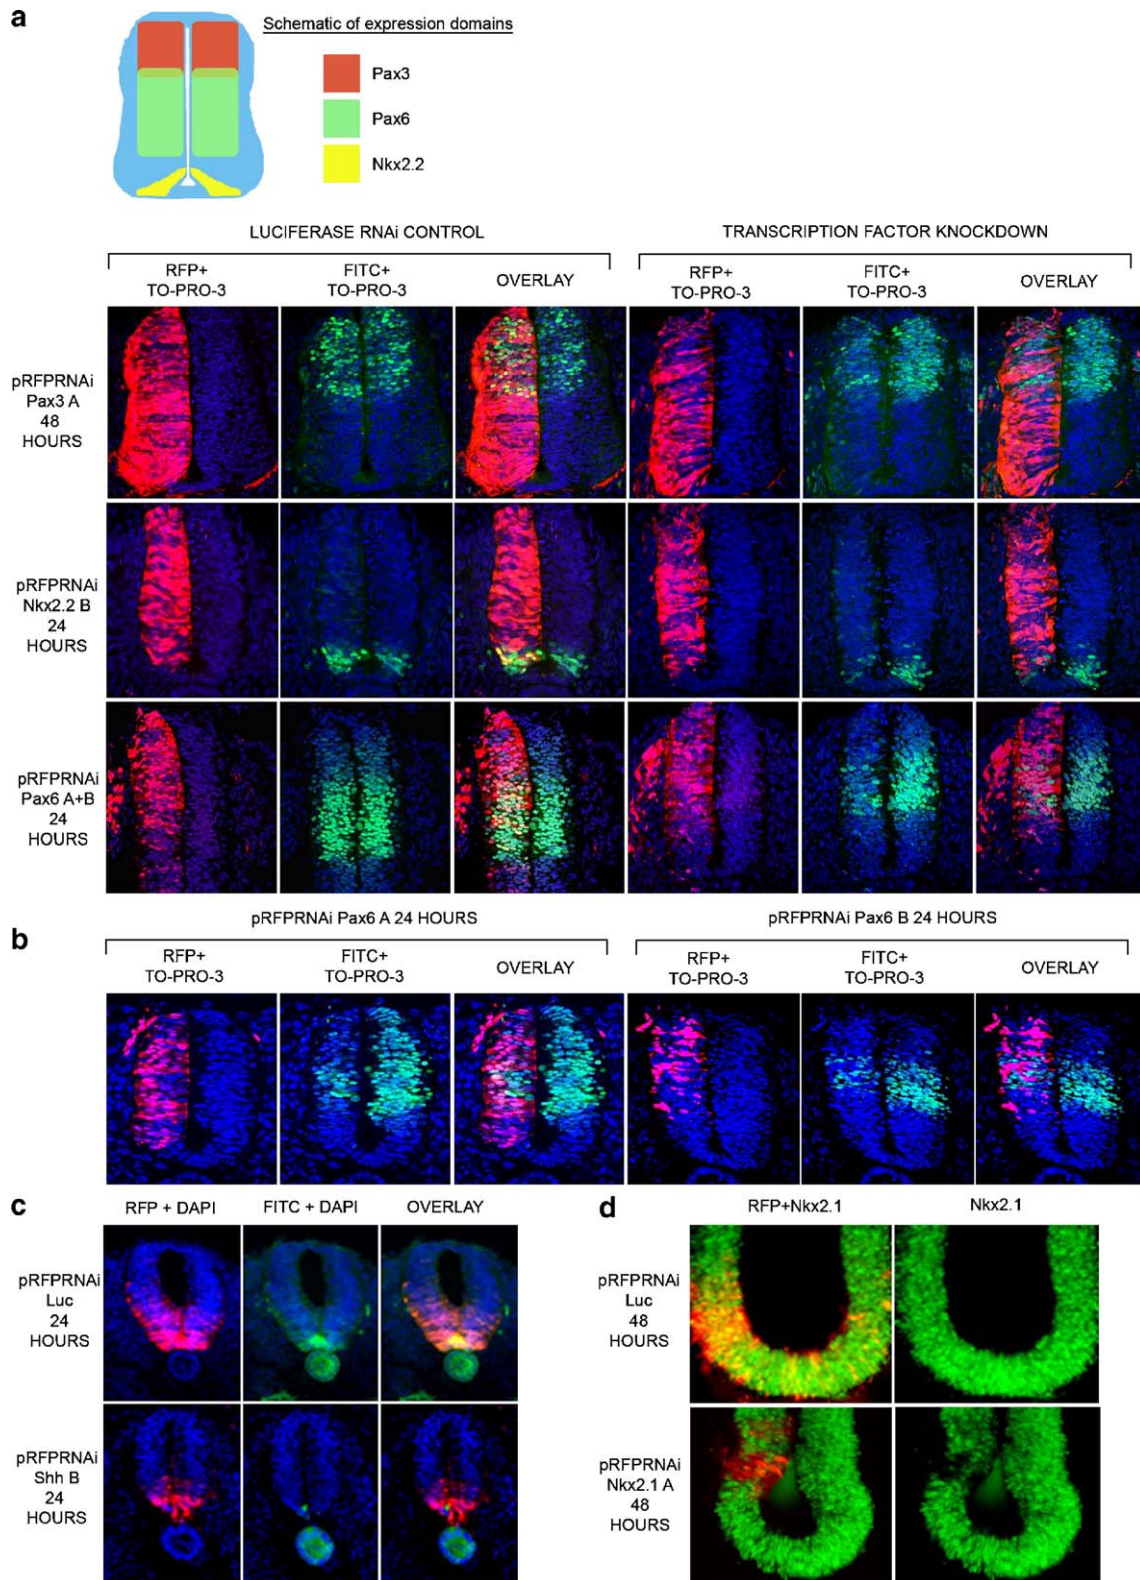 a
Schematic of expression domains
Pax3
Pax6
Nkx2.2
LUCIFERASE RNAi CONTROL
TRANSCRIPTION FACTOR KNOCKDOWN
RFP+
TO-PRO-3
FITC+
TO-PRO-3
OVERLAY
RFP+
TO-PRO-3
FITC+
TO-PRO-3
OVERLAY
pRFPRNAi
Pax3 A
48
HOURS
pRFPRNAi
Nkx2.2 B
24
HOURS
pRFPRNAi
Pax6 A+B
24
HOURS
b
pRFPRNAi Pax6 A 24 HOURS
pRFPRNAi Pax6 B 24 HOURS
RFP+
TO-PRO-3
FITC+
TO-PRO-3
OVERLAY
RFP+
TO-PRO-3
FITC+
TO-PRO-3
OVERLAY
c
RFP + DAPI
FITC + DAPI
OVERLAY
pRFPRNAi
Luc
24
HOURS
pRFPRNAi
Shh B
24
HOURS
d
RFP+Nkx2.1
Nkx2.1
pRFPRNAi
Luc
48
HOURS
pRFPRNAi
Nkx2.1 A
48
HOURS